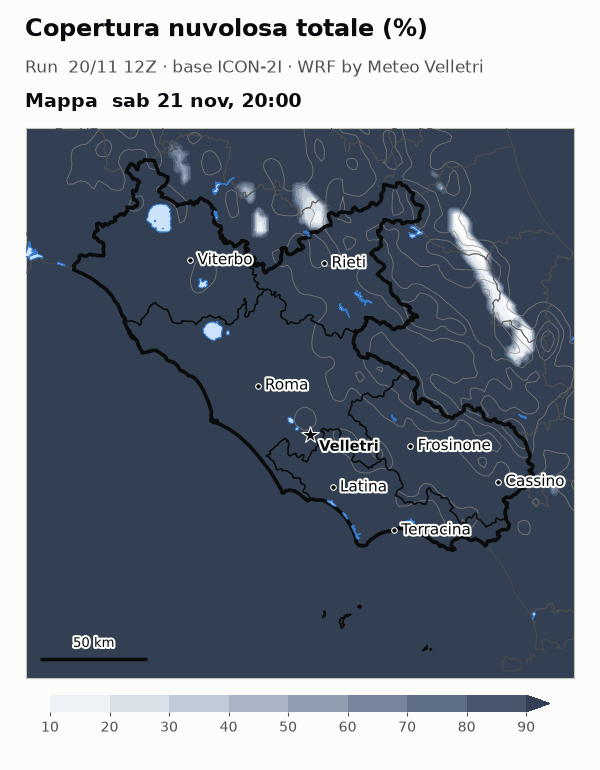 Copertura nuvolosa totale (%)
Run 20/11 12Z · base ICON-2I · WRF by Meteo Velletri
Mappa sab 21 nov, 20:00
Viterbo
Rieti
Roma
Velletri
Frosinone
Cassino
Latina
Terracina
50 km
10 20 30 40 50 60 70 80 90